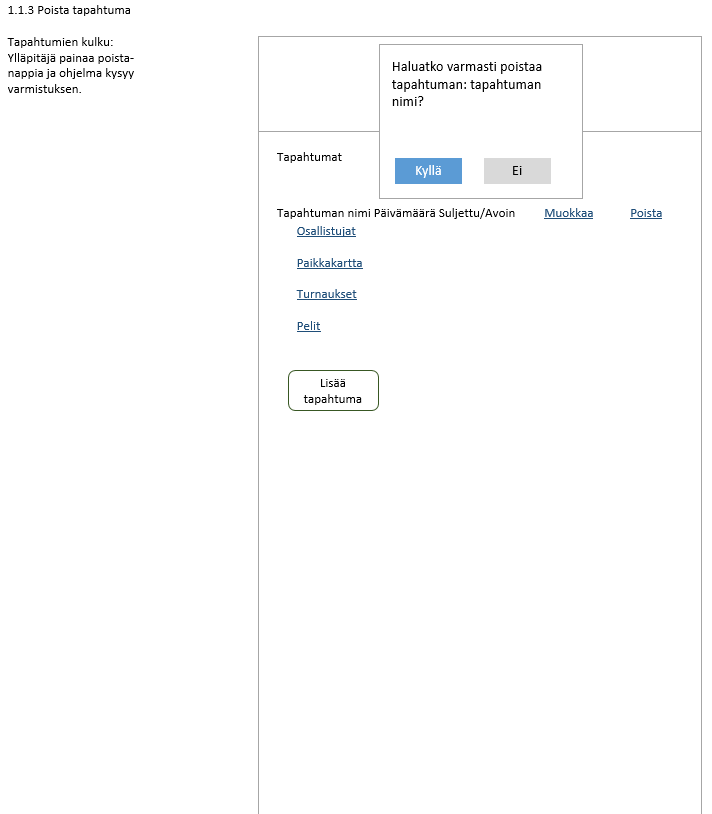 1.1.3 Poista tapahtuma
Tapahtumien kulku:
Ylläpitäjä painaa poista-
nappia ja ohjelma kysyy
varmistuksen.
Haluatko varmasti poistaa
tapahtuman: tapahtuman
nimi?
Kyllä Ei
Tapahtumat
Tapahtuman nimi Päivämäärä Suljettu/Avoin Muokkaa Poista
Osallistujat
Paikkakartta
Turnaukset
Pelit
Lisää
tapahtuma